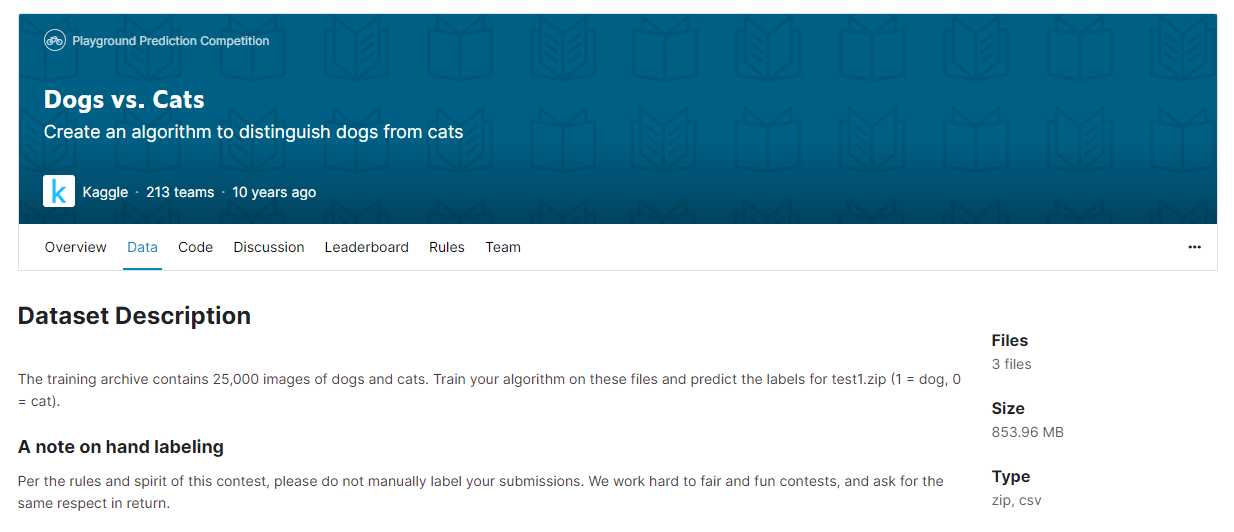 Playground Prediction Competition
Dogs vs. Cats
Create an algorithm to distinguish dogs from cats
k Kaggle · 213 teams · 10 years ago
Overview Data Code Discussion Leaderboard Rules Team ...
Dataset Description
The training archive contains 25,000 images of dogs and cats. Train your algorithm on these files and predict the labels for test1.zip (1 = dog, 0
= cat).
A note on hand labeling
Per the rules and spirit of this contest, please do not manually label your submissions. We work hard to fair and fun contests, and ask for the
same respect in return.
Files
3 files
Size
853.96 MB
Type
zip, csv